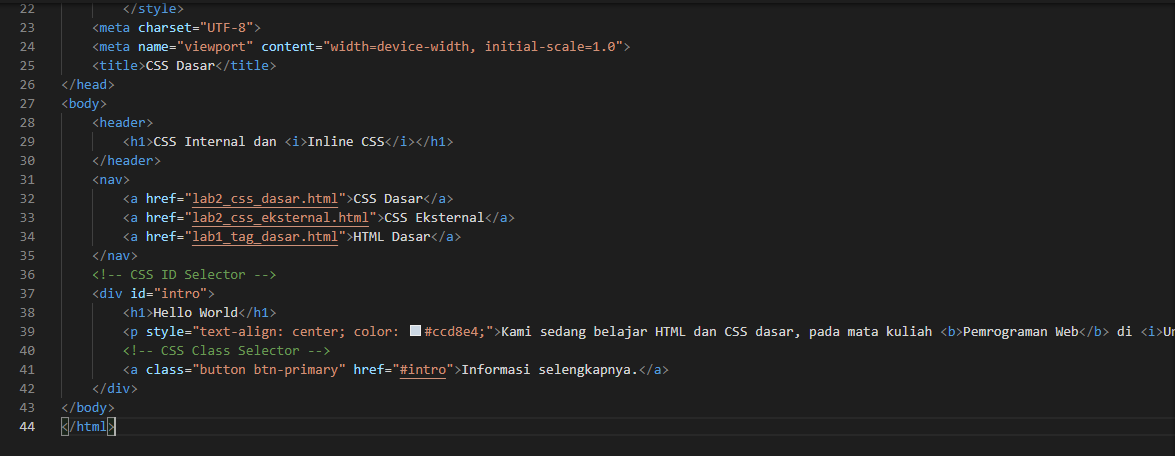 22 </style>
23 <meta charset="UTF-8">
24 <meta name="viewport" content="width=device-width, initial-scale=1.0">
25 <title>CSS Dasar</title>
26 </head>
27 <body>
28 <header>
29 <h1>CSS Internal dan <i>Inline CSS</i></h1>
30 </header>
31 <nav>
32 <a href="lab2_css_dasar.html">CSS Dasar</a>
33 <a href="lab2_css_eksternal.html">CSS Eksternal</a>
34 <a href="lab1_tag_dasar.html">HTML Dasar</a>
35 </nav>
36 <!-- CSS ID Selector -->
37 <div id="intro">
38 <h1>Hello World</h1>
39 <p style="text-align: center; color: #ccd8e4;">Kami sedang belajar HTML dan CSS dasar, pada mata kuliah <b>Pemrograman Web</b> di <i>
40 <!-- CSS Class Selector -->
41 <a class="button btn-primary" href="#intro">Informasi selengkapnya.</a>
42 </div>
43 </body>
44 </html>